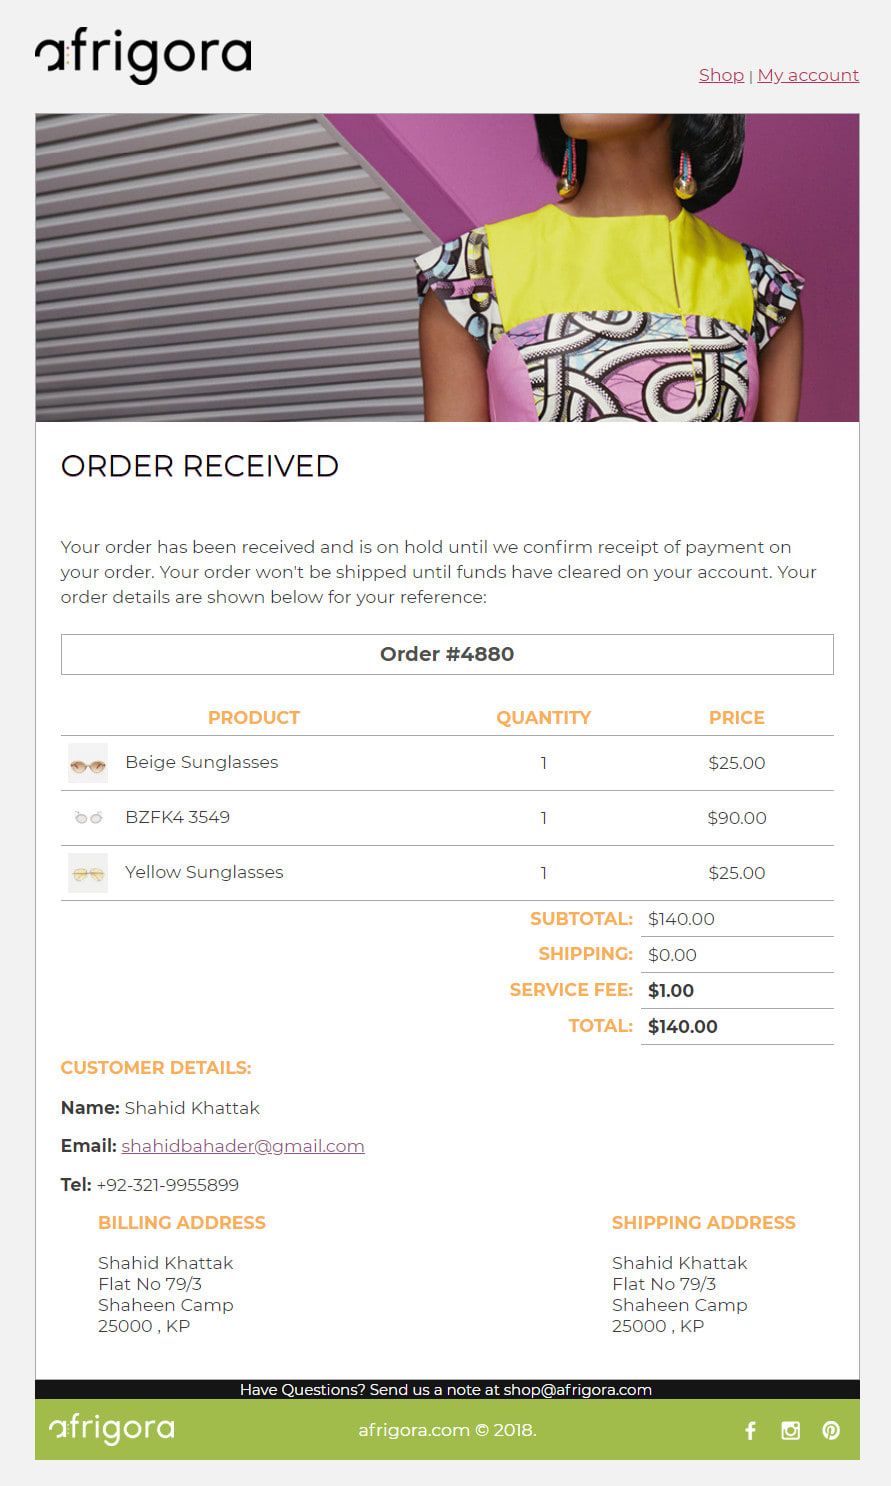 afrigora
Shop | My account
ORDER RECEIVED
Your order has been received and is on hold until we confirm receipt of payment on
your order. Your order won't be shipped until funds have cleared on your account. Your
order details are shown below for your reference:
Order #4880
PRODUCT QUANTITY PRICE
Beige Sunglasses 1 $25.00
BZFK4 3549 1 $90.00
Yellow Sunglasses 1 $25.00
SUBTOTAL: $140.00
SHIPPING: $0.00
SERVICE FEE: $1.00
TOTAL: $140.00
CUSTOMER DETAILS:
Name: Shahid Khattak
Email: shahidbahader@gmail.com
Tel: +92-321-9955899
BILLING ADDRESS
Shahid Khattak
Flat No 79/3
Shaheen Camp
25000 , KP
SHIPPING ADDRESS
Shahid Khattak
Flat No 79/3
Shaheen Camp
25000 , KP
Have Questions? Send us a note at shop@afrigora.com
afrigora afrigora.com © 2018.